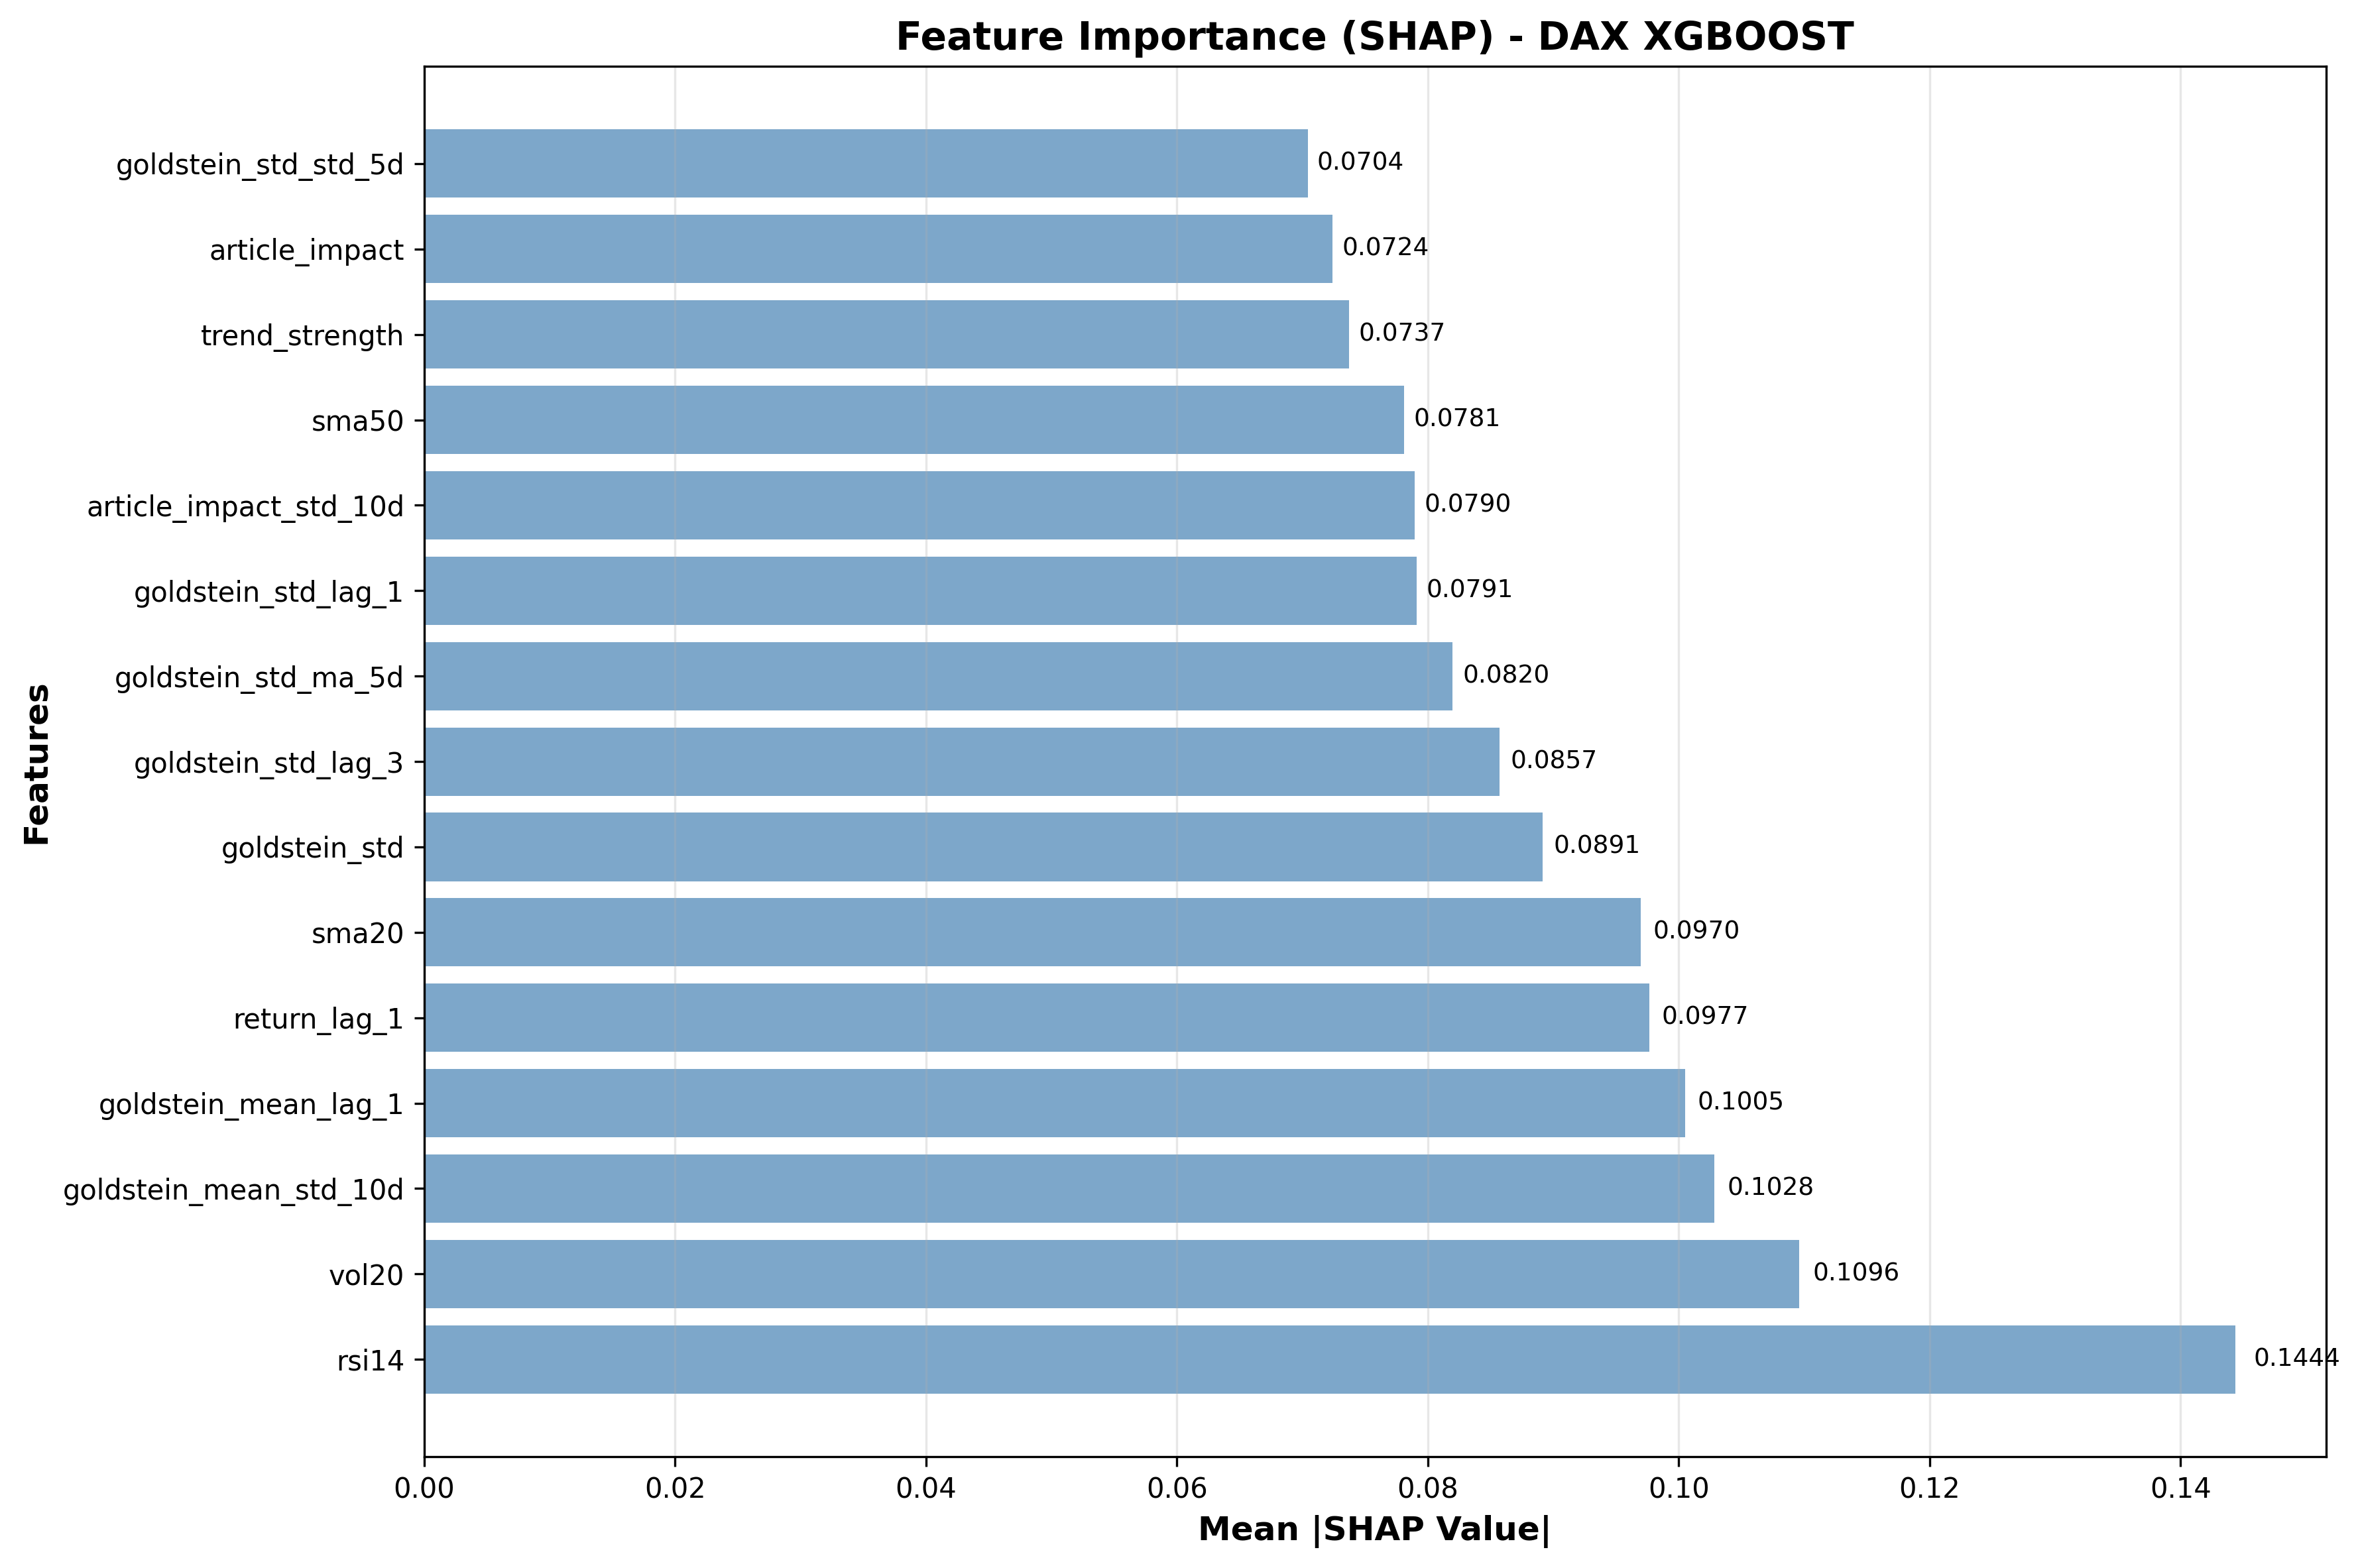 Feature Importance (SHAP) - DAX XGBOOST
goldstein_std_std_5d 0.0704
article_impact 0.0724
trend_strength 0.0737
sma50 0.0781
article_impact_std_10d 0.0790
goldstein_std_lag_1 0.0791
goldstein_std_ma_5d 0.0820
goldstein_std_lag_3 0.0857
goldstein_std 0.0891
sma20 0.0970
return_lag_1 0.0977
goldstein_mean_lag_1 0.1005
goldstein_mean_std_10d 0.1028
vol20 0.1096
rsi14 0.1444
Features
0.00 0.02 0.04 0.06 0.08 0.10 0.12 0.14
Mean |SHAP Value|